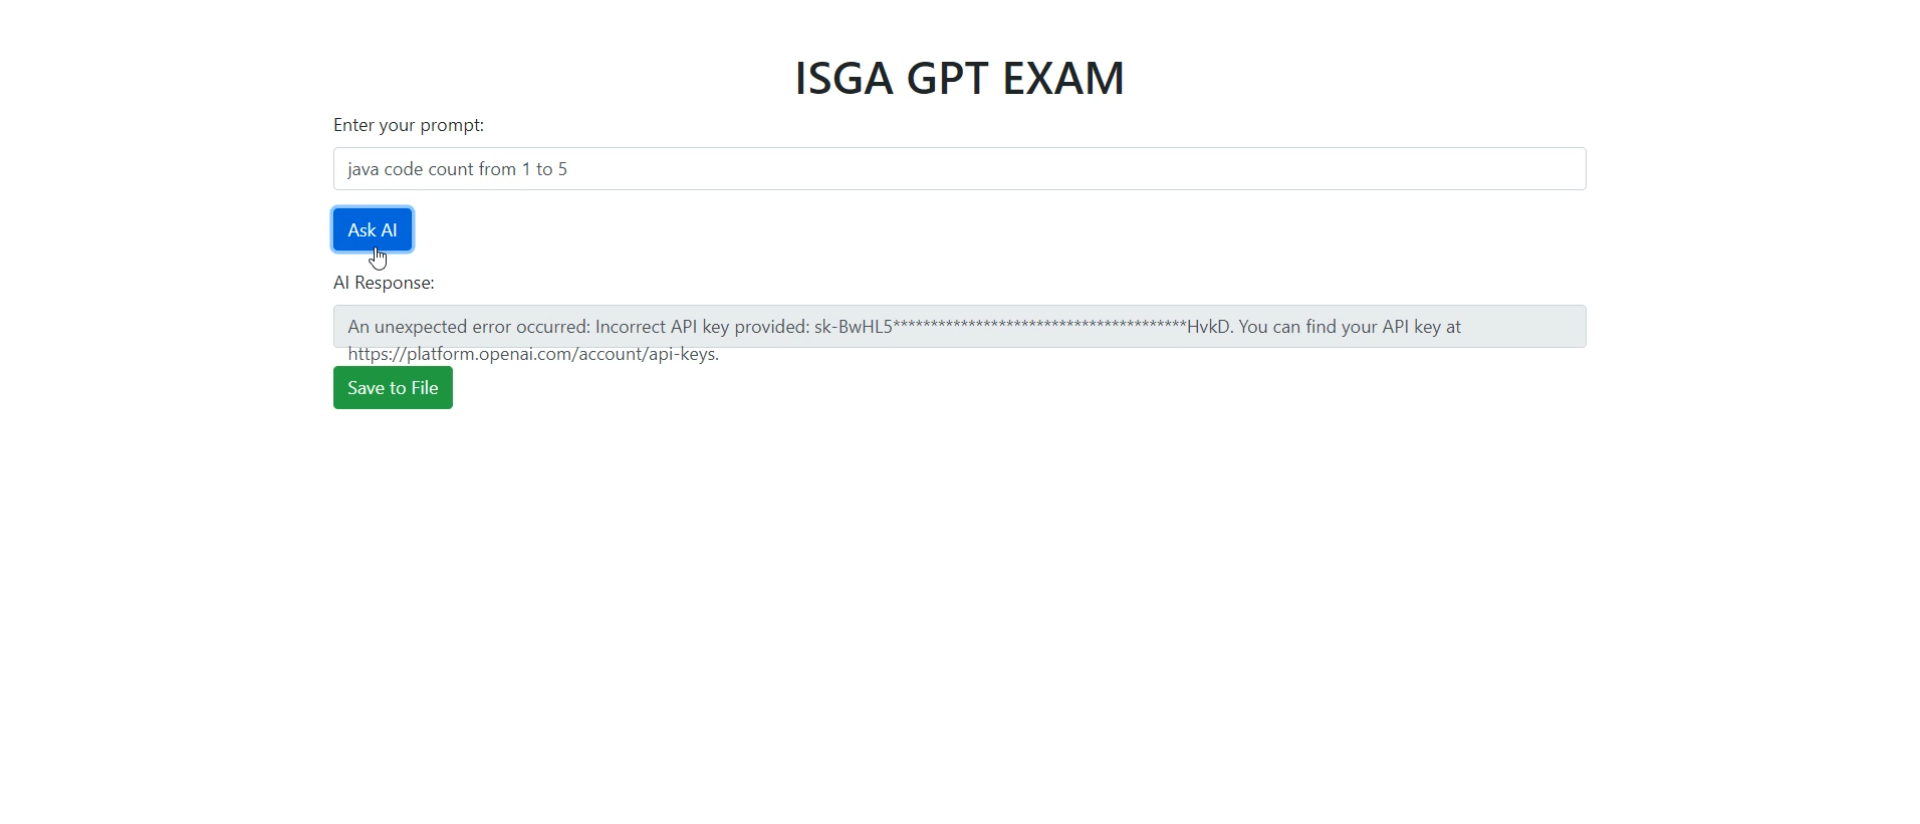 ISGA GPT EXAM
Enter your prompt:
java code count from 1 to 5
Ask AI
AI Response:
An unexpected error occurred: Incorrect API key provided: sk-BwHL5***************************************HvkD. You can find your API key at
https://platform.openai.com/account/api-keys.
Save to File